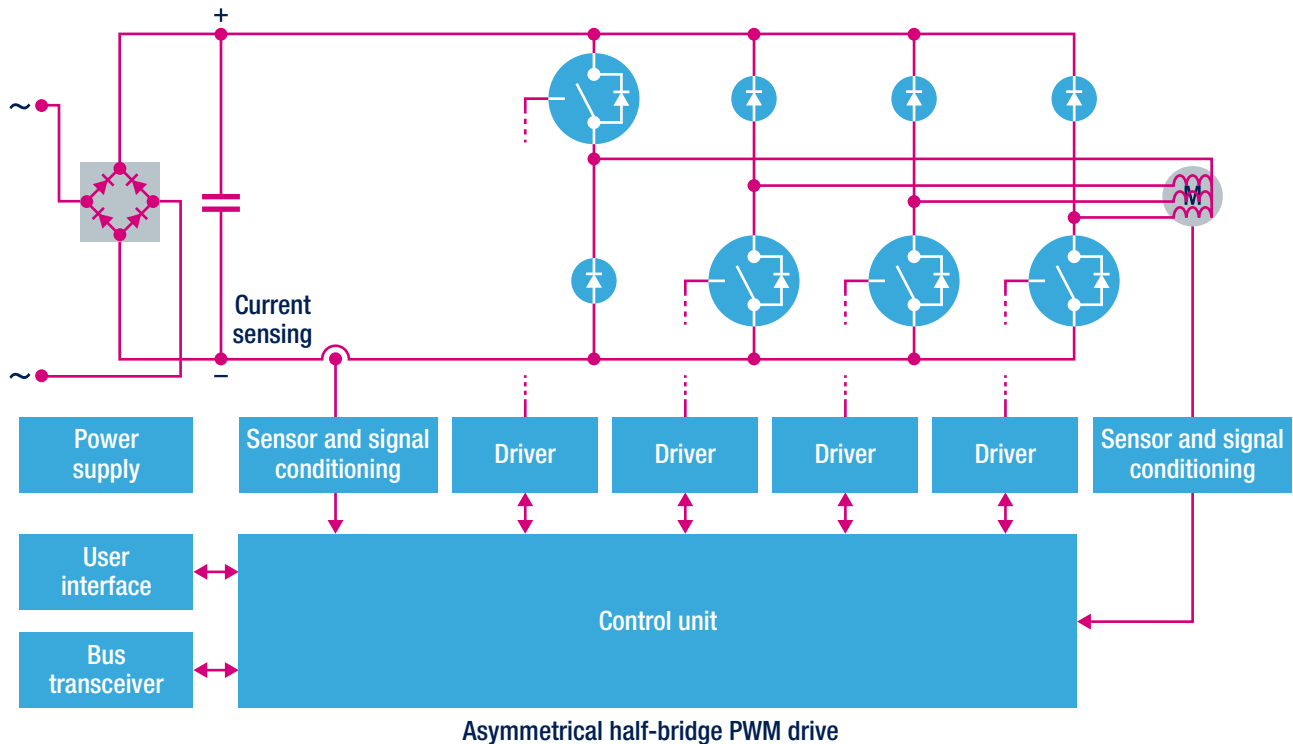 +
~
M
Current
sensing
~
–
Power
supply
Sensor and signal
conditioning
Driver
Driver
Driver
Driver
Sensor and signal
conditioning
User
interface
Control unit
Bus
transceiver
Asymmetrical half-bridge PWM drive